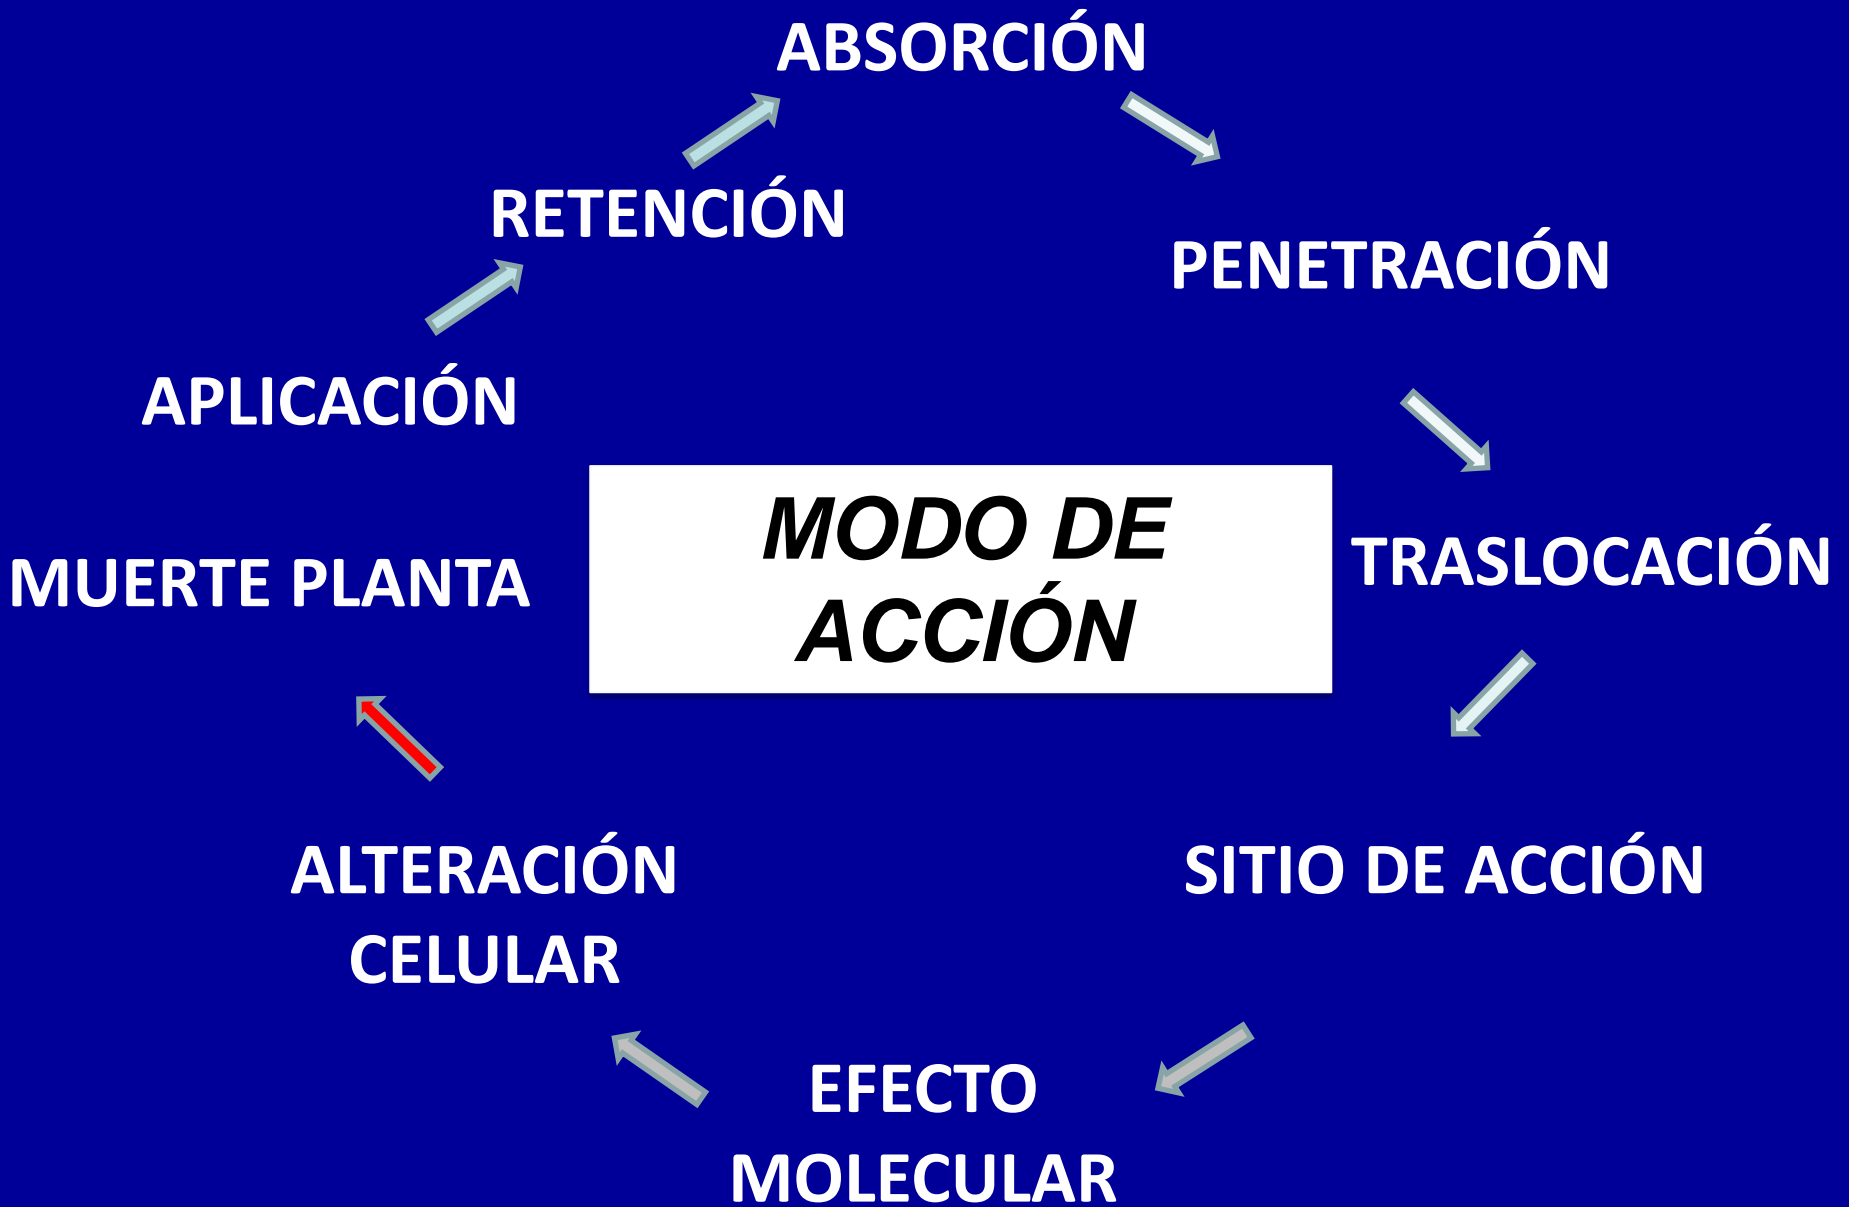 ABSORCIÓN
RETENCIÓN
PENETRACIÓN
APLICACIÓN
MODO DE
ACCIÓN
TRASLOCACIÓN
MUERTE PLANTA
ALTERACIÓN
CELULAR
SITIO DE ACCIÓN
EFECTO
MOLECULAR